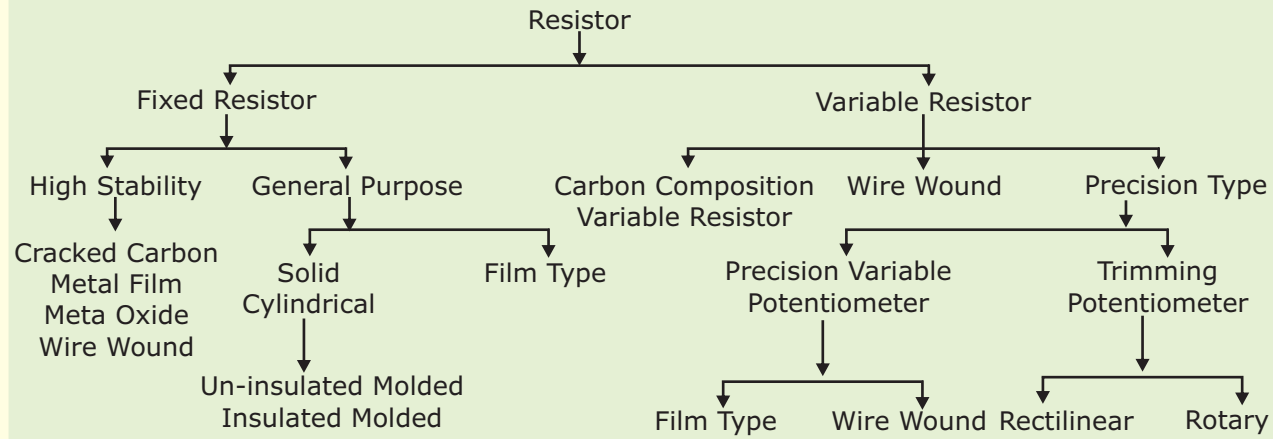 Resistor
Fixed Resistor
Variable Resistor
High Stability
General Purpose
Carbon Composition
Variable Resistor
Wire Wound
Precision Type
Cracked Carbon
Metal Film
Meta Oxide
Wire Wound
Solid
Cylindrical
Film Type
Precision Variable
Potentiometer
Trimming
Potentiometer
Un-insulated Molded
Insulated Molded
Film Type
Wire Wound
Rectilinear
Rotary